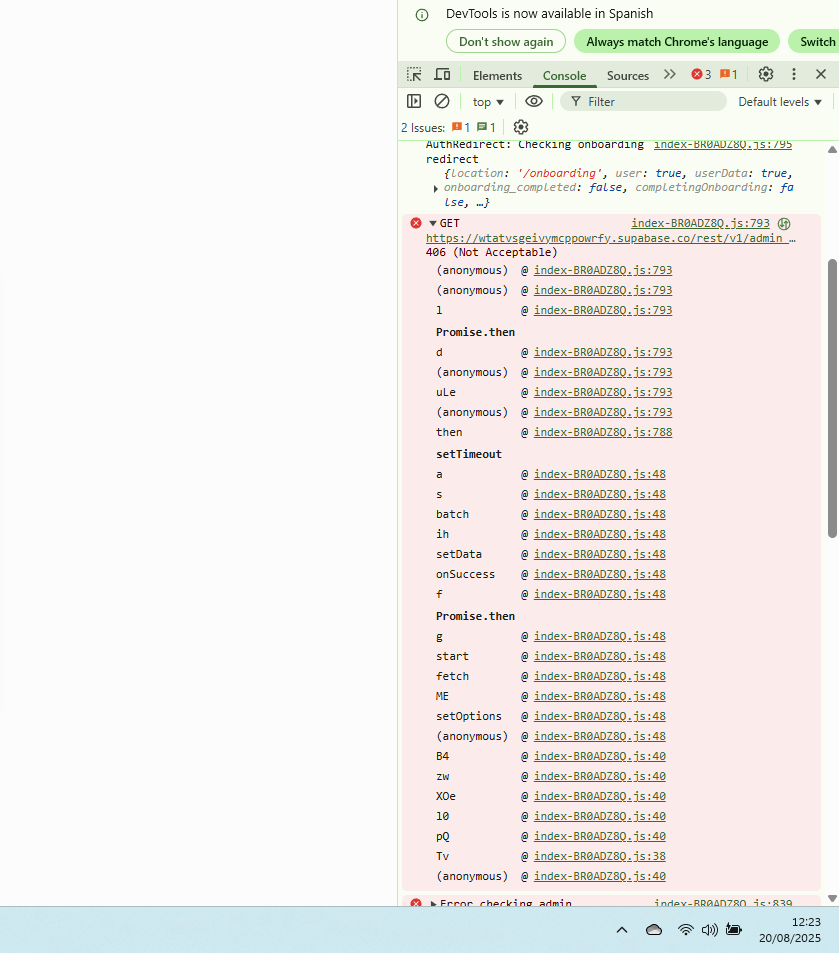 DevTools is now available in Spanish
Don't show again
Always match Chrome's language
Switch
Elements
Console
Sources
3
1
top
Filter
Default levels
2 Issues:
1
1
AuthRedirect: Checking onboarding index-BR0ADZ8Q.js:795
redirect
{location: '/onboarding', user: true, userData: true,
onboarding_completed: false, completingOnboarding: fa
lse, …}
GET index-BR0ADZ8Q.js:793
https://wtatvsgeivymcppowrfy.supabase.co/rest/v1/admin_…
406 (Not Acceptable)
(anonymous) @ index-BR0ADZ8Q.js:793
(anonymous) @ index-BR0ADZ8Q.js:793
l @ index-BR0ADZ8Q.js:793
Promise.then
d @ index-BR0ADZ8Q.js:793
(anonymous) @ index-BR0ADZ8Q.js:793
uLe @ index-BR0ADZ8Q.js:793
(anonymous) @ index-BR0ADZ8Q.js:793
then @ index-BR0ADZ8Q.js:788
setTimeout
a @ index-BR0ADZ8Q.js:48
s @ index-BR0ADZ8Q.js:48
batch @ index-BR0ADZ8Q.js:48
ih @ index-BR0ADZ8Q.js:48
setData @ index-BR0ADZ8Q.js:48
onSuccess @ index-BR0ADZ8Q.js:48
f @ index-BR0ADZ8Q.js:48
Promise.then
g @ index-BR0ADZ8Q.js:48
start @ index-BR0ADZ8Q.js:48
fetch @ index-BR0ADZ8Q.js:48
ME @ index-BR0ADZ8Q.js:48
setOptions @ index-BR0ADZ8Q.js:48
(anonymous) @ index-BR0ADZ8Q.js:48
B4 @ index-BR0ADZ8Q.js:40
zw @ index-BR0ADZ8Q.js:40
XOe @ index-BR0ADZ8Q.js:40
l0 @ index-BR0ADZ8Q.js:40
pQ @ index-BR0ADZ8Q.js:40
Tv @ index-BR0ADZ8Q.js:38
(anonymous) @ index-BR0ADZ8Q.js:40
Error checking admin index-BR0ADZ8Q.js:839
12:23
20/08/2025